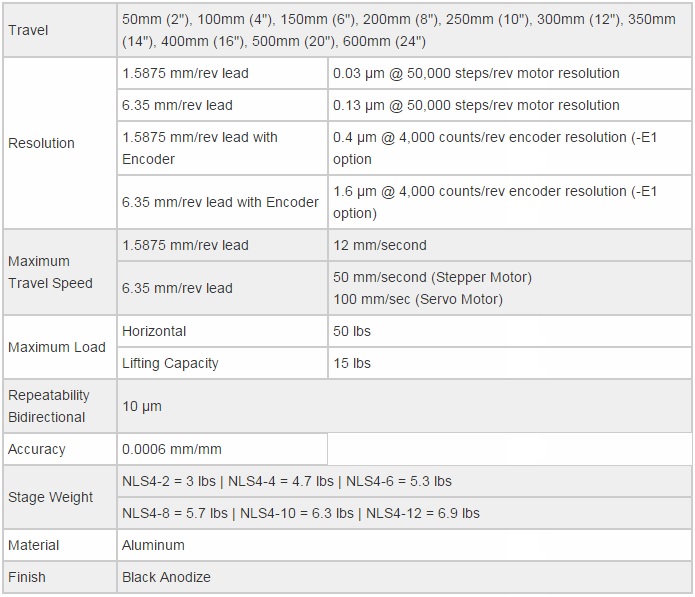 Travel
50mm (2"), 100mm (4"), 150mm (6"), 200mm (8"), 250mm (10"), 300mm (12"), 350mm
(14"), 400mm (16"), 500mm (20"), 600mm (24")
Resolution
1.5875 mm/rev lead
0.03 µm @ 50,000 steps/rev motor resolution
6.35 mm/rev lead
0.13 µm @ 50,000 steps/rev motor resolution
1.5875 mm/rev lead with
Encoder
0.4 µm @ 4,000 counts/rev encoder resolution (-E1
option
6.35 mm/rev lead with Encoder
1.6 µm @ 4,000 counts/rev encoder resolution (-E1
option)
Maximum
Travel Speed
1.5875 mm/rev lead
12 mm/second
6.35 mm/rev lead
50 mm/second (Stepper Motor)
100 mm/sec (Servo Motor)
Maximum Load
Horizontal
50 lbs
Lifting Capacity
15 lbs
Repeatability
Bidirectional
10 µm
Accuracy
0.0006 mm/mm
Stage Weight
NLS4-2 = 3 lbs | NLS4-4 = 4.7 lbs | NLS4-6 = 5.3 lbs
NLS4-8 = 5.7 lbs | NLS4-10 = 6.3 lbs | NLS4-12 = 6.9 lbs
Material
Aluminum
Finish
Black Anodize